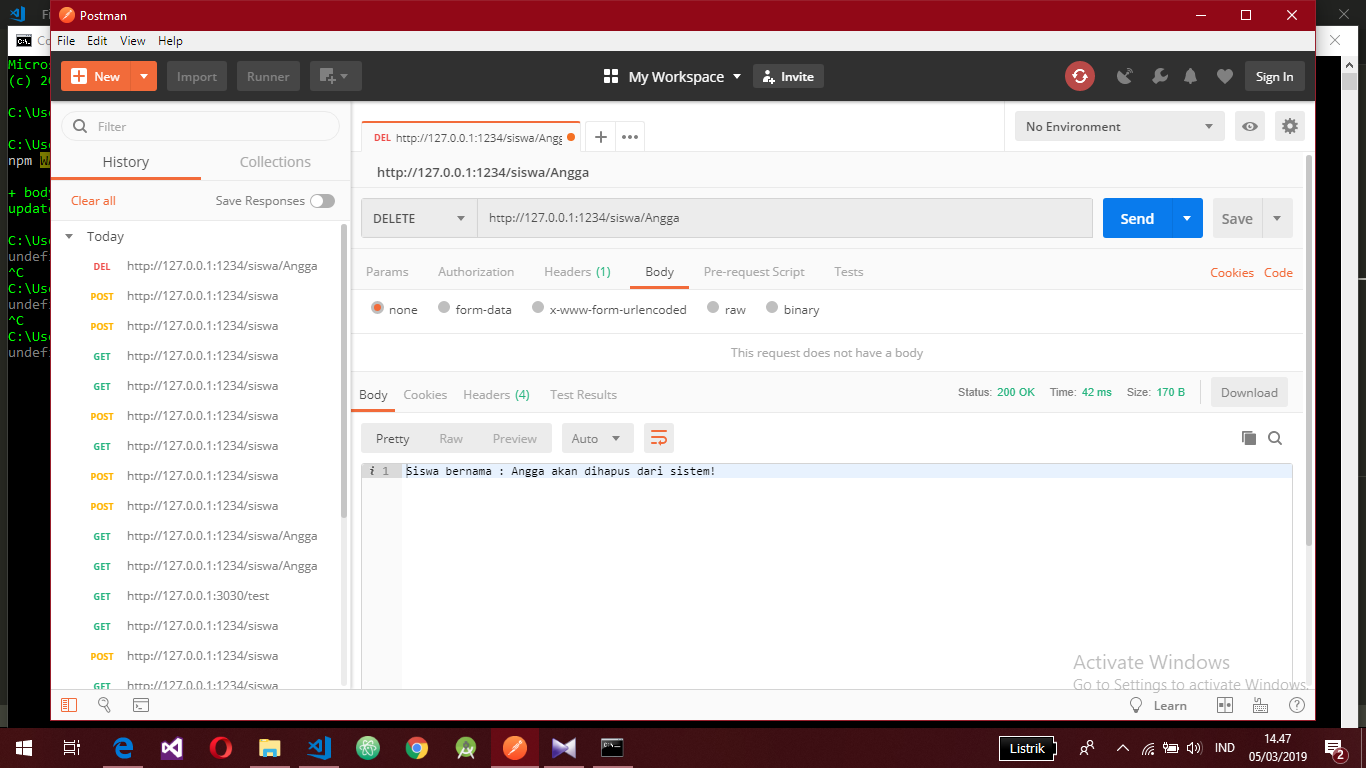 Fi
Postman
Co
File Edit View Help
Micros
(c) 20
New Import Runner My Workspace Invite Sign In
C:\Use
C:\Use
npm WA
+ body
update
C:\Use
undefi
^C
C:\Use
undefi
^C
C:\Use
undefi
Filter
History Collections
Clear all Save Responses
Today
DEL http://127.0.0.1:1234/siswa/Angga
POST http://127.0.0.1:1234/siswa
POST http://127.0.0.1:1234/siswa
GET http://127.0.0.1:1234/siswa
GET http://127.0.0.1:1234/siswa
POST http://127.0.0.1:1234/siswa
GET http://127.0.0.1:1234/siswa
POST http://127.0.0.1:1234/siswa
POST http://127.0.0.1:1234/siswa
GET http://127.0.0.1:1234/siswa/Angga
GET http://127.0.0.1:1234/siswa/Angga
GET http://127.0.0.1:3030/test
GET http://127.0.0.1:1234/siswa
POST http://127.0.0.1:1234/siswa
GET http://127.0.0.1:1234/siswa
DEL http://127.0.0.1:1234/siswa/Angg
No Environment
http://127.0.0.1:1234/siswa/Angga
DELETE http://127.0.0.1:1234/siswa/Angga Send Save
Params Authorization Headers (1) Body Pre-request Script Tests Cookies Code
none form-data x-www-form-urlencoded raw binary
This request does not have a body
Body Cookies Headers (4) Test Results Status: 200 OK Time: 42 ms Size: 170 B Download
Pretty Raw Preview Auto
i 1 Siswa bernama : Angga akan dihapus dari sistem!
Activate Windows
Go to Settings to activate Windows.
Learn
Listrik IND 14.47
05/03/2019
2